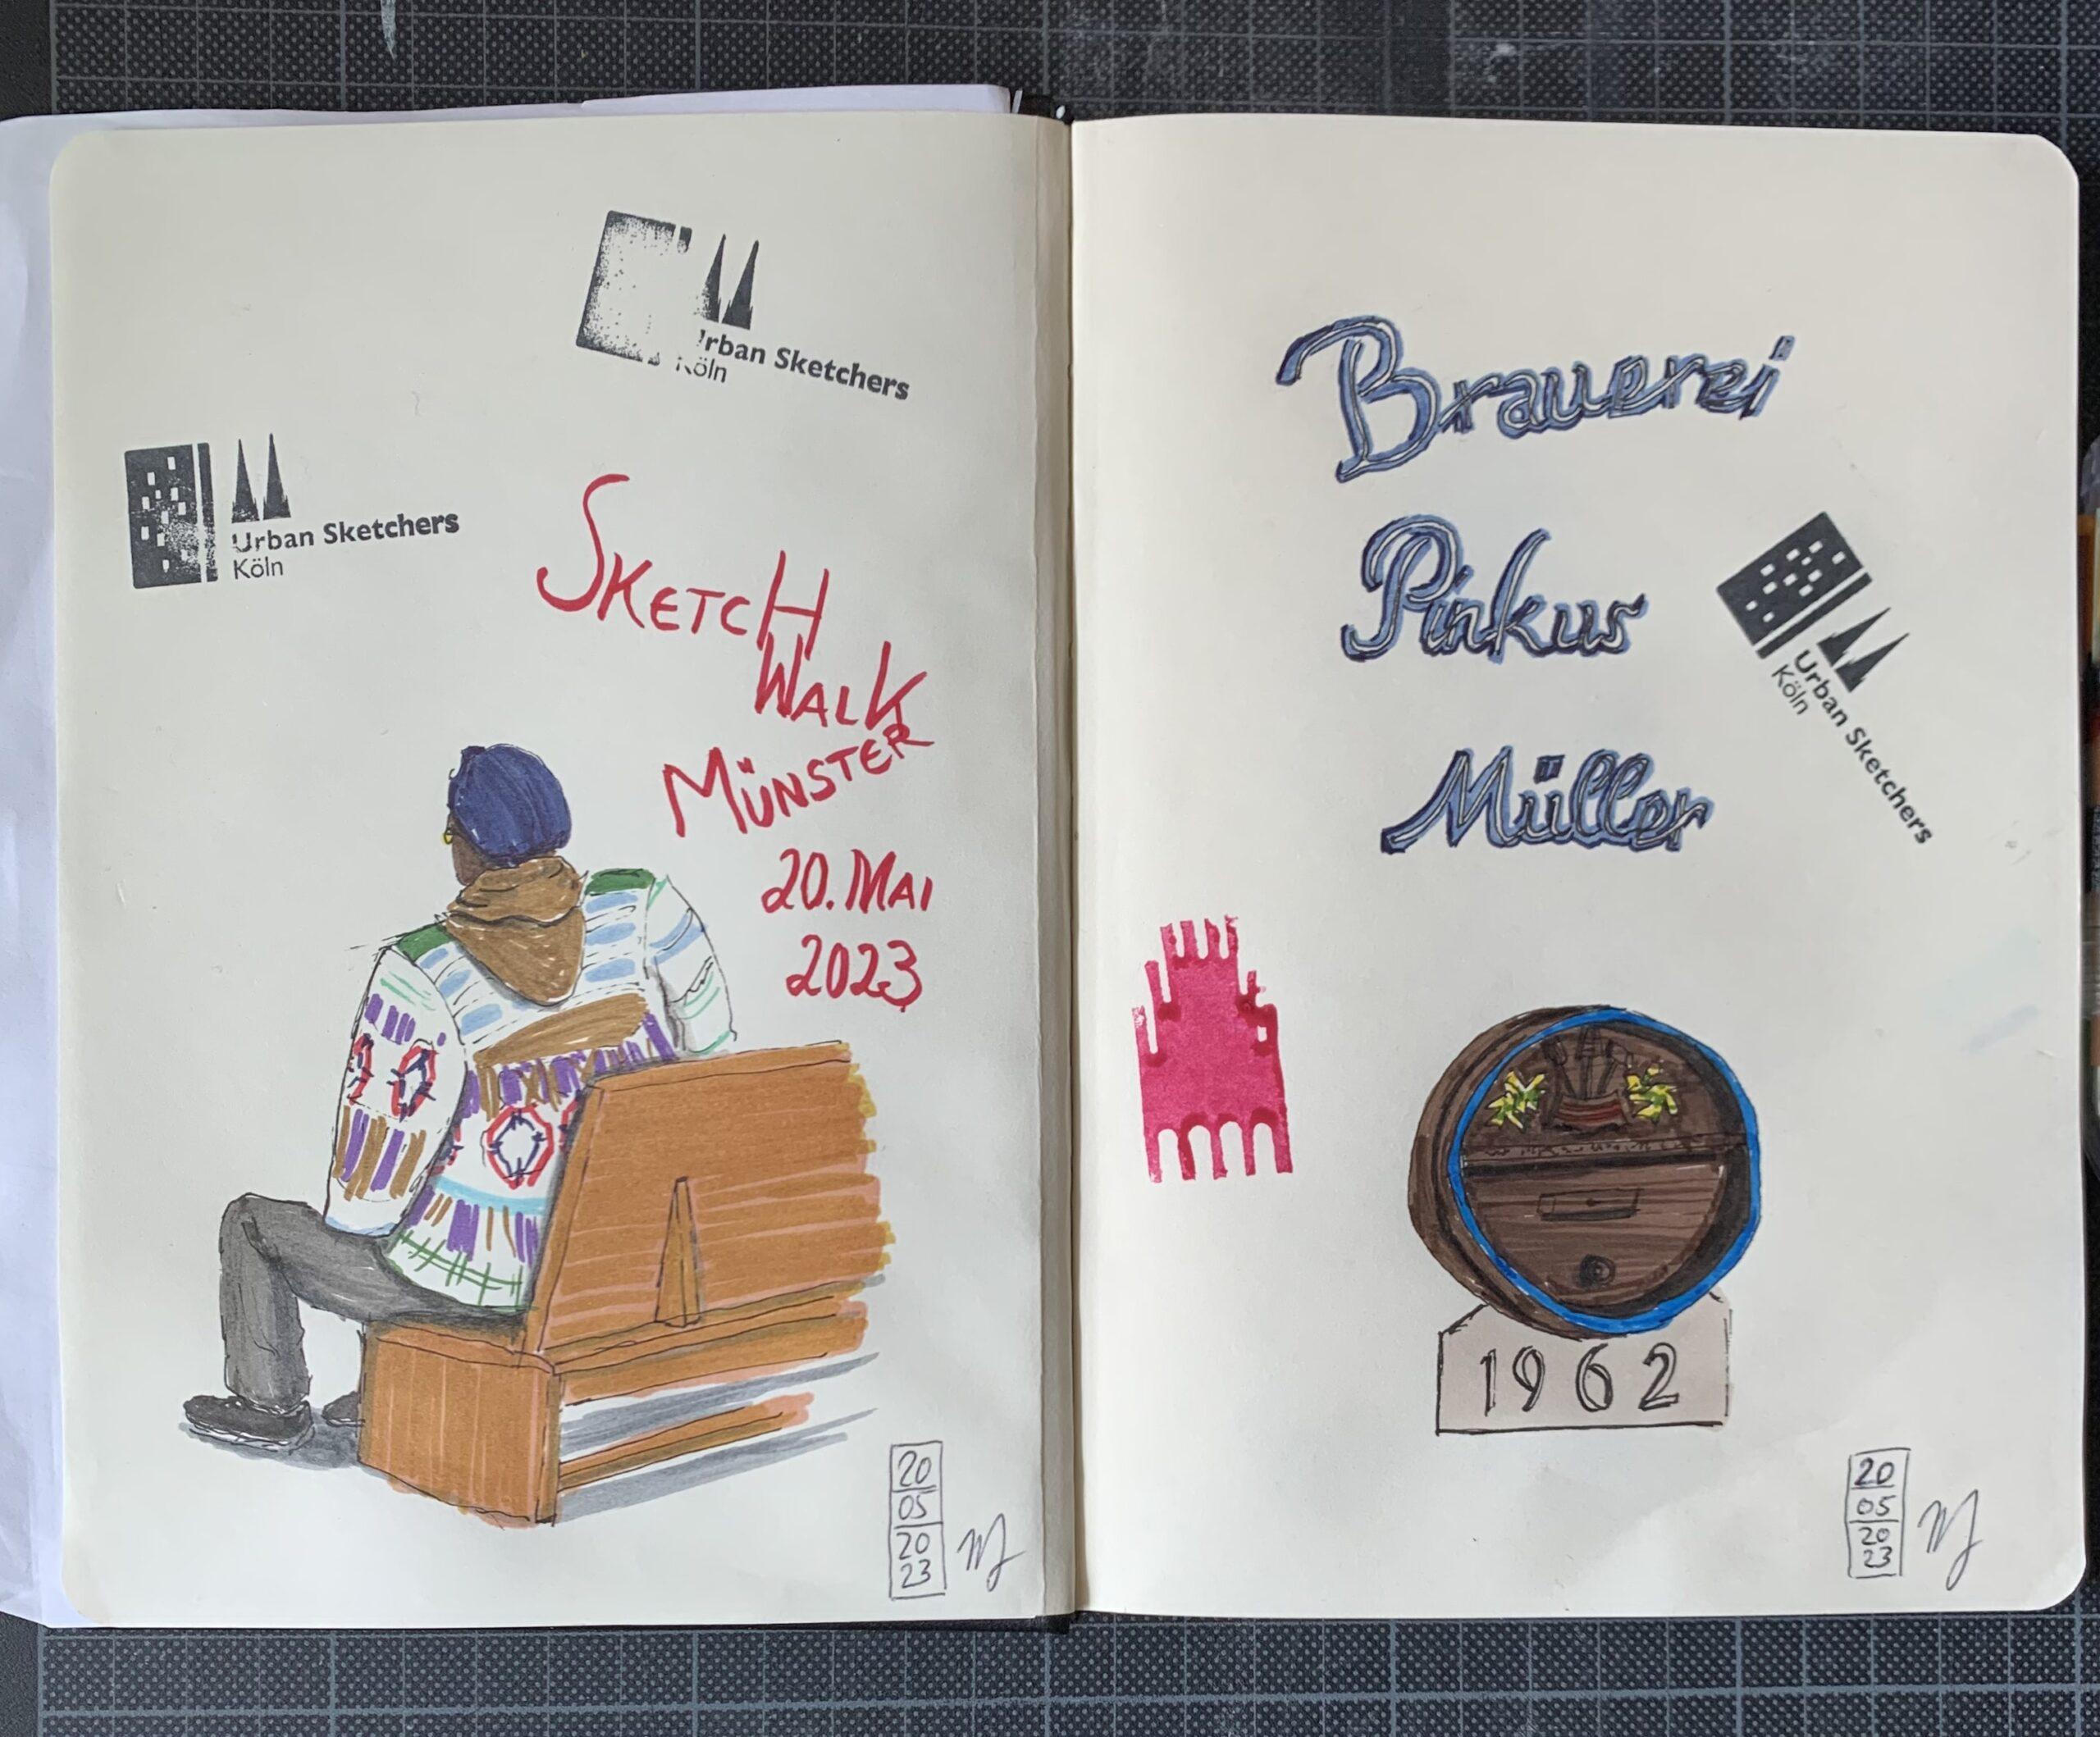 Urban Sketchers
Köln
Urban Sketchers
Köln
SKETCH
WALK
MÜNSTER
20. MAI
2023
20
05
20
23
Brauerei
Pinkus
Müller
Urban Sketchers
Köln
1962
20
05
20
23